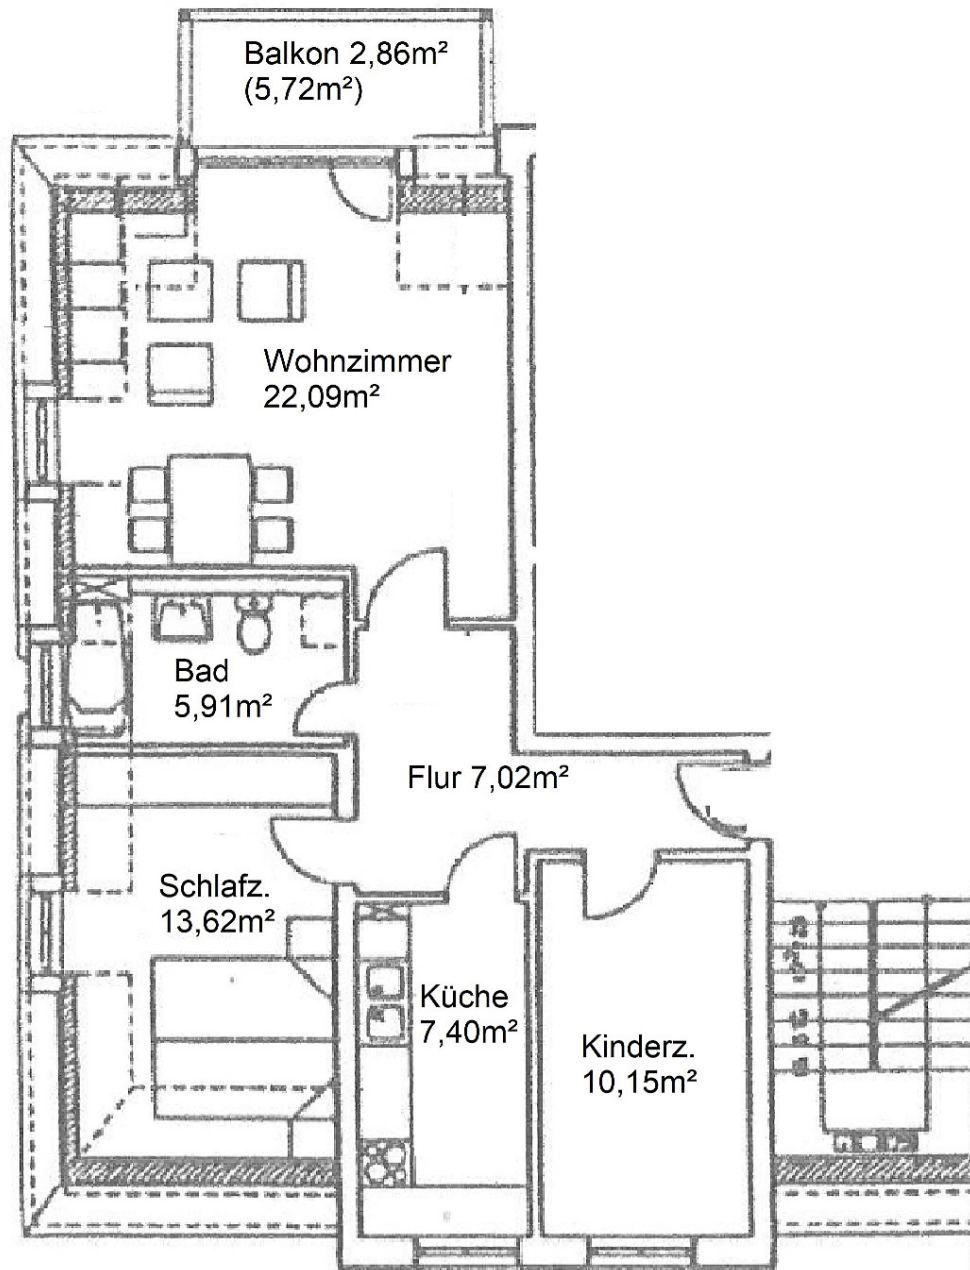 Balkon 2,86m²
(5,72m²)
Wohnzimmer
22,09m²
Bad
5,91m²
Flur 7,02m²
Schlafz.
13,62m²
Küche
7,40m²
Kinderz.
10,15m²